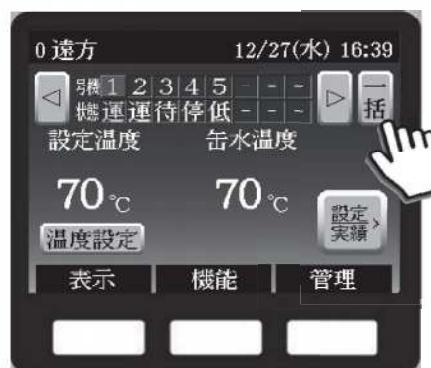 0 遠方 12/27(水) 16:39
号機 1 2 3 4 5 - - ~ 一括
状態 運 運 待 停 低 - - ~
設定温度 缶水温度
70℃ 70℃ 設定
温度設定 実績
表示 機能 管理